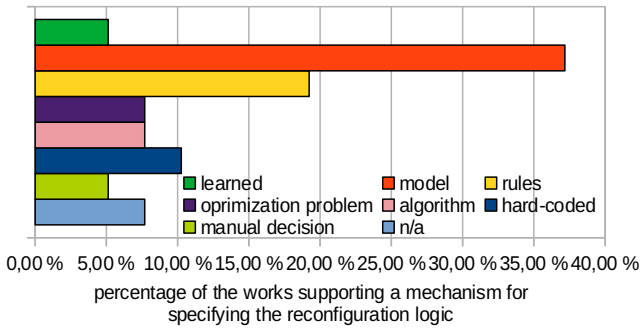 learned model rules
oprimization problem algorithm hard-coded
manual decision n/a
0,00 % 5,00 % 10,00 % 15,00 % 20,00 % 25,00 % 30,00 % 35,00 % 40,00 %
percentage of the works supporting a mechanism for
specifying the reconfiguration logic